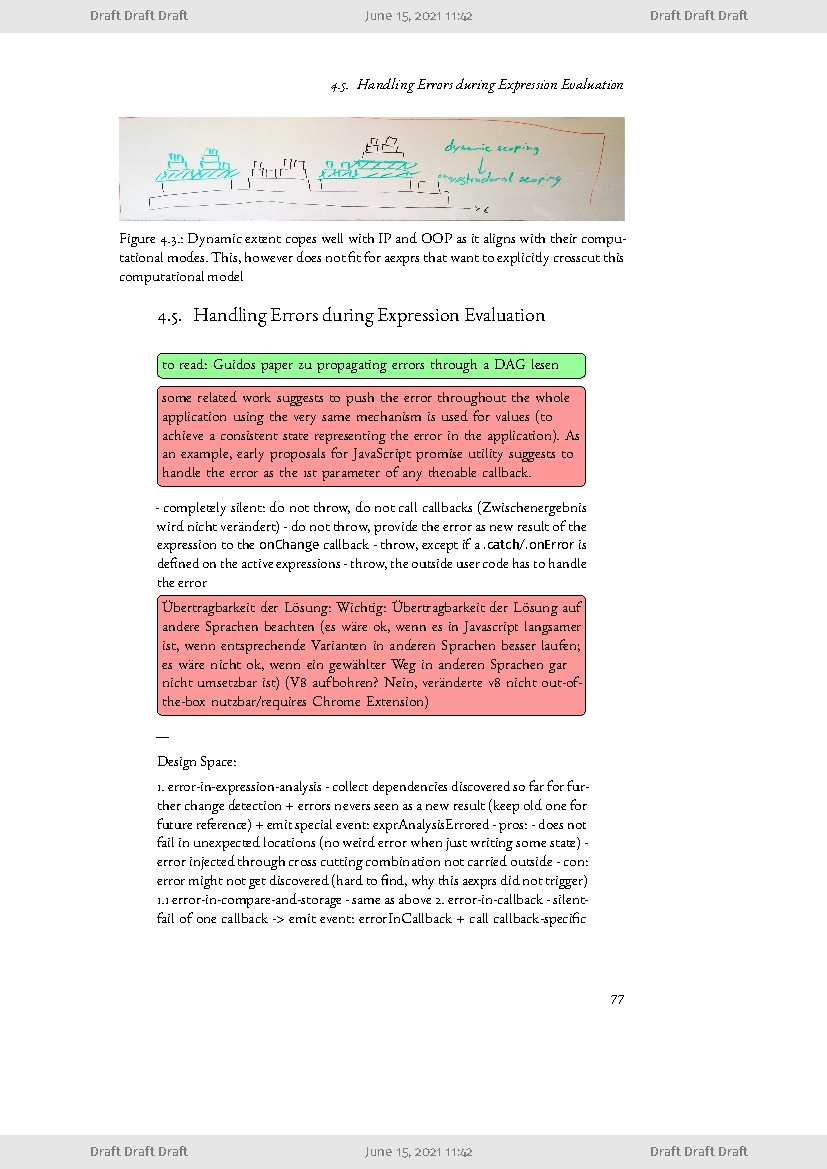 Draft Draft Draft June 15, 2021 11:42 Draft Draft Draft
4.5. Handling Errors during Expression Evaluation
dynamic scoping
scoping
t
Figure 4.3.: Dynamic extent copes well with IP and OOP as it aligns with their compu-
tational modes. This, however does not fit for aexprs that want to explicitly crosscut this
computational model
4.5. Handling Errors during Expression Evaluation
to read: Guidos paper zu propagating errors through a DAG lesen
some related work suggests to push the error throughout the whole
application using the very same mechanism is used for values (to
achieve a consistent state representing the error in the application). As
an example, early proposals for JavaScript promise utility suggests to
handle the error as the 1st parameter of any thenable callback.
- completely silent: do not throw, do not call callbacks (Zwischenergebnis
wird nicht verändert) - do not throw, provide the error as new result of the
expression to the onChange callback - throw, except if a .catch/.onError is
defined on the active expressions - throw, the outside user code has to handle
the error
Übertragbarkeit der Lösung: Wichtig: Übertragbarkeit der Lösung auf
andere Sprachen beachten (es wäre ok, wenn es in Javascript langsamer
ist, wenn entsprechende Varianten in anderen Sprachen besser laufen;
es wäre nicht ok, wenn ein gewählter Weg in anderen Sprachen gar
nicht umsetzbar ist) (V8 aufbohren? Nein, veränderte v8 nicht out-of-
the-box nutzbar/requires Chrome Extension)
—
Design Space:
1. error-in-expression-analysis - collect dependencies discovered so far for fur-
ther change detection + errors nevers seen as a new result (keep old one for
future reference) + emit special event: exprAnalysisErrored - pros: - does not
fail in unexpected locations (no weird error when just writing some state) -
error injected through cross cutting combination not carried outside - con:
error might not get discovered (hard to find, why this aexprs did not trigger)
1.1 error-in-compare-and-storage - same as above 2. error-in-callback - silent-
fail of one callback -> emit event: errorInCallback + call callback-specific
77
Draft Draft Draft June 15, 2021 11:42 Draft Draft Draft